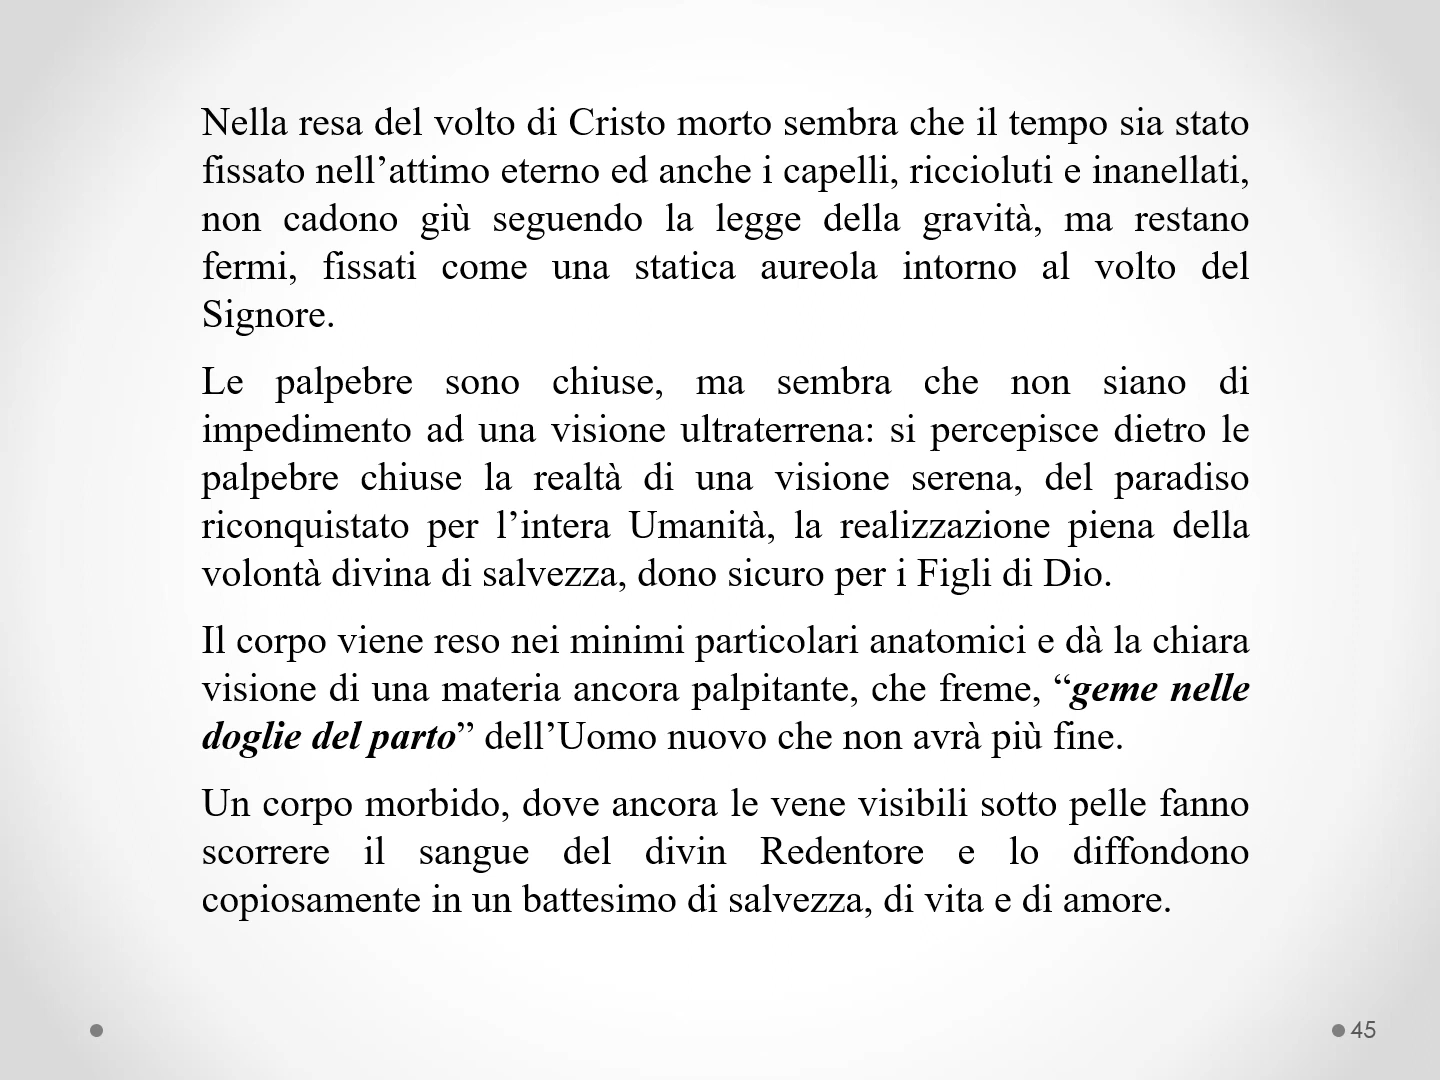 Nella resa del volto di Cristo morto sembra che il tempo sia stato
fissato nell’attimo eterno ed anche i capelli, riccioluti e inanellati,
non cadono giù seguendo la legge della gravità, ma restano
fermi, fissati come una statica aureola intorno al volto del
Signore.
Le palpebre sono chiuse, ma sembra che non siano di
impedimento ad una visione ultraterrena: si percepisce dietro le
palpebre chiuse la realtà di una visione serena, del paradiso
riconquistato per l’intera Umanità, la realizzazione piena della
volontà divina di salvezza, dono sicuro per i Figli di Dio.
Il corpo viene reso nei minimi particolari anatomici e dà la chiara
visione di una materia ancora palpitante, che freme, “geme nelle
doglie del parto” dell’Uomo nuovo che non avrà più fine.
Un corpo morbido, dove ancora le vene visibili sotto pelle fanno
scorrere il sangue del divin Redentore e lo diffondono
copiosamente in un battesimo di salvezza, di vita e di amore.
45